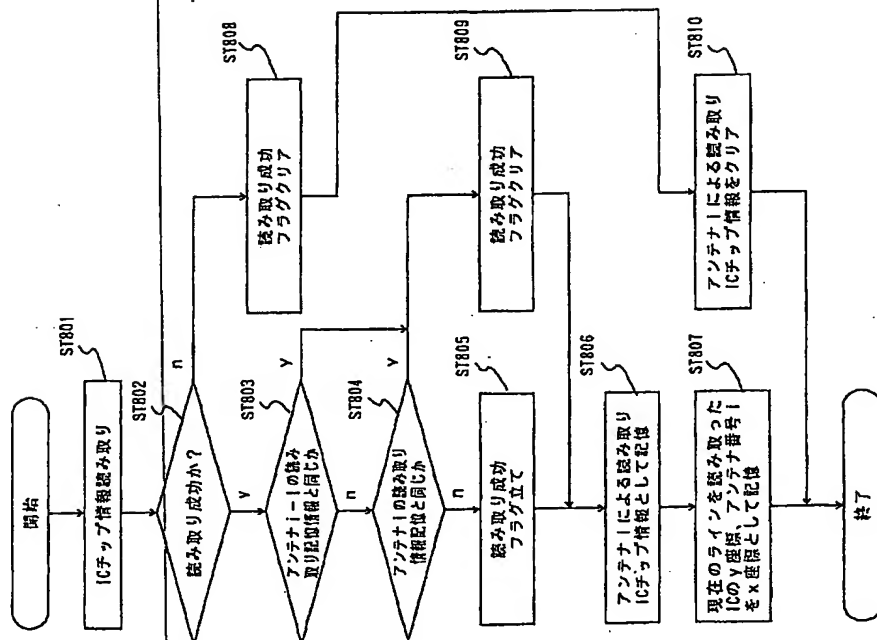 開始
ST801
ICチップ情報読み取り
ST802
読み取り成功か?
n
y
ST808
読み取り成功
フラグクリア
ST803
アンテナi-1の読み
取り記憶情報と同じか
y
n
ST804
アンテナiの読み取り
情報記位と同じか
y
n
ST809
読み取り成功
フラグクリア
ST805
読み取り成功
フラグ立て
ST806
アンテナiによる読み取り
ICチップ情報として記憶
ST810
アンテナiによる読み取り
ICチップ情報をクリア
ST807
現在のラインを読み取った
ICのy座標、アンテナ番号i
をx座標として記憶
終了